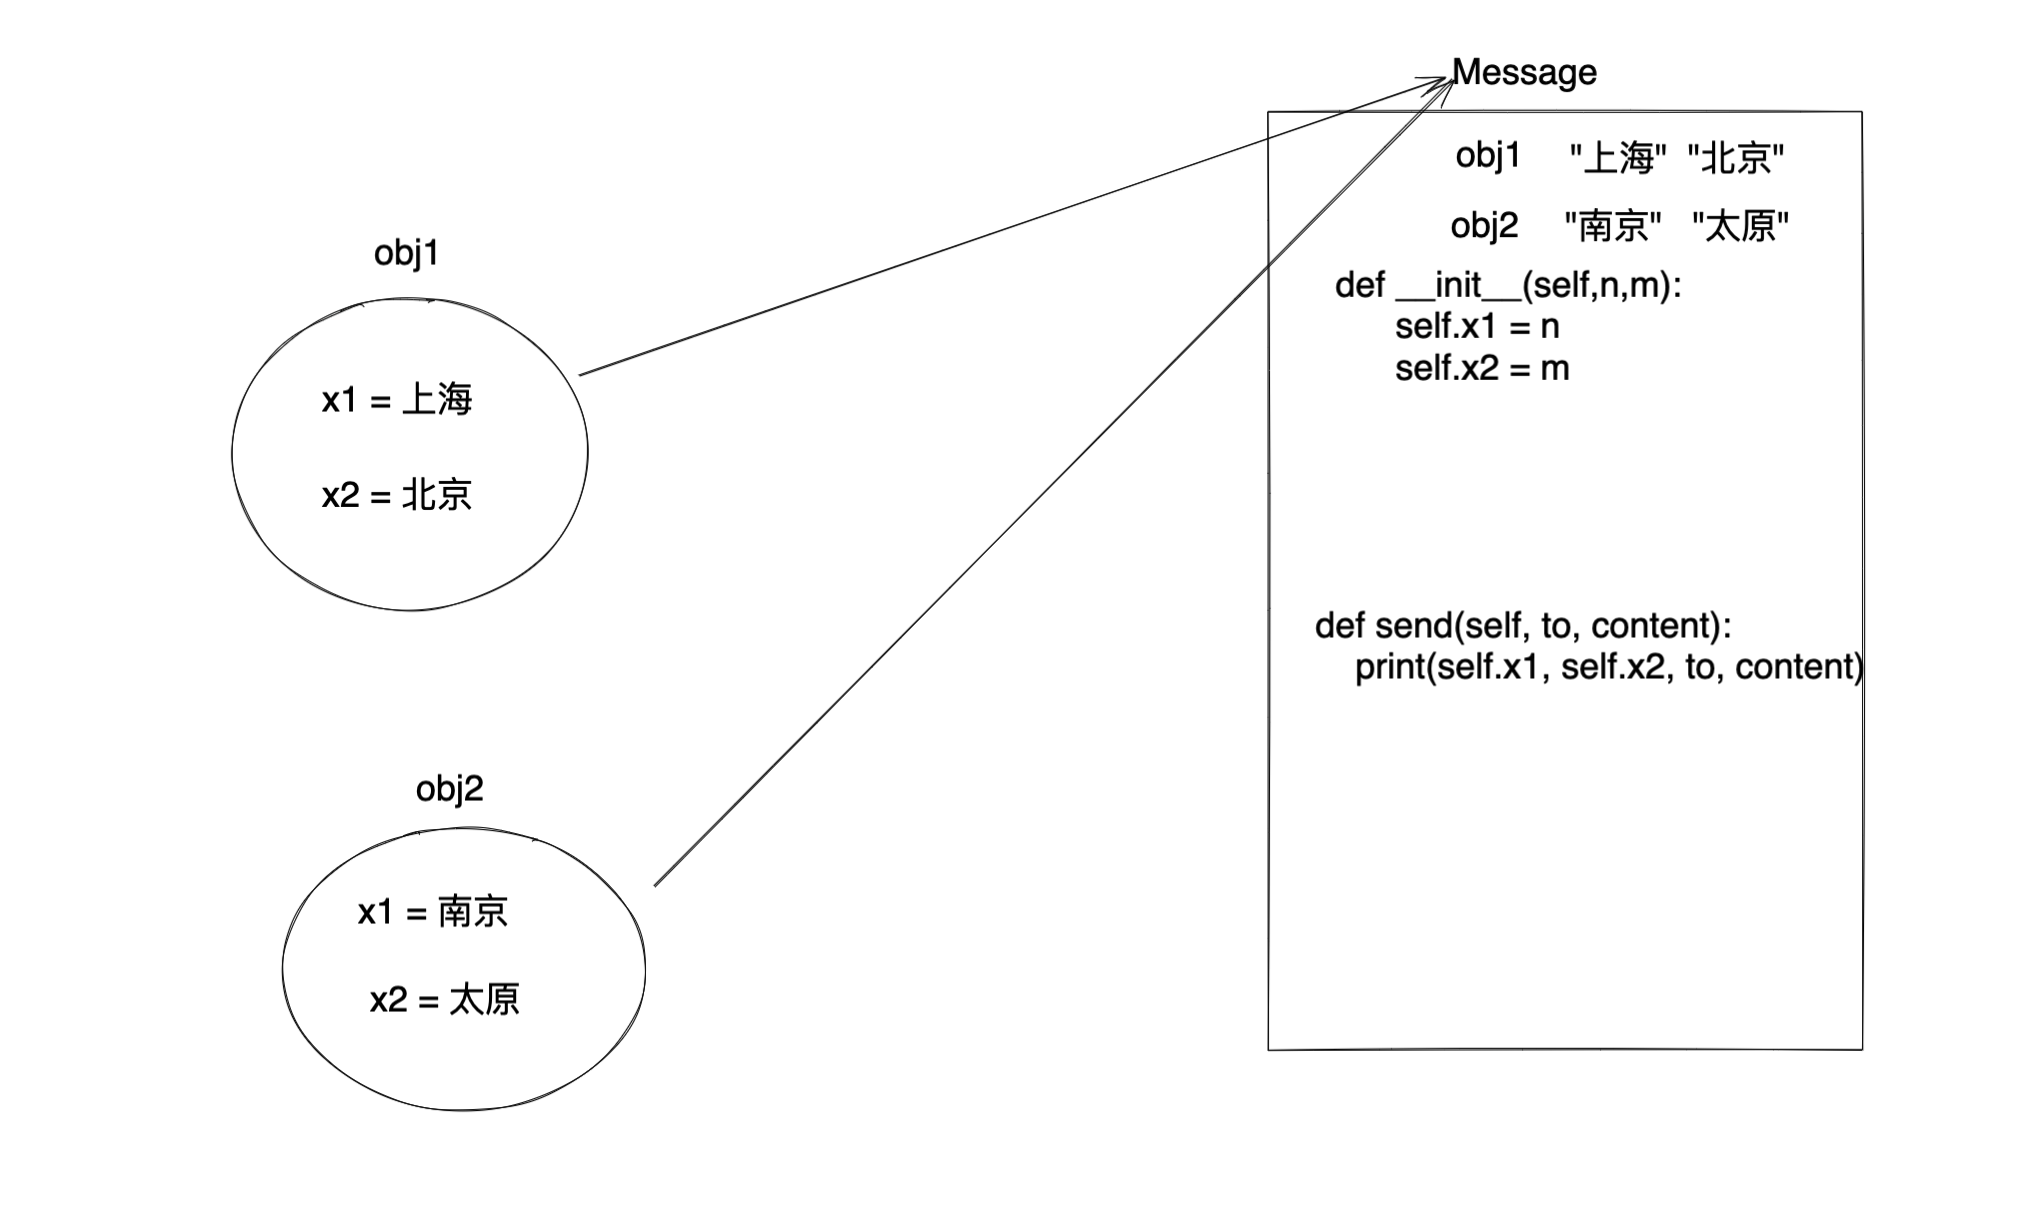 Message
obj1 "上海" "北京"
obj2 "南京" "太原"
def __init__(self,n,m):
self.x1 = n
self.x2 = m
def send(self, to, content):
print(self.x1, self.x2, to, content)
obj1
x1 = 上海
x2 = 北京
obj2
x1 = 南京
x2 = 太原